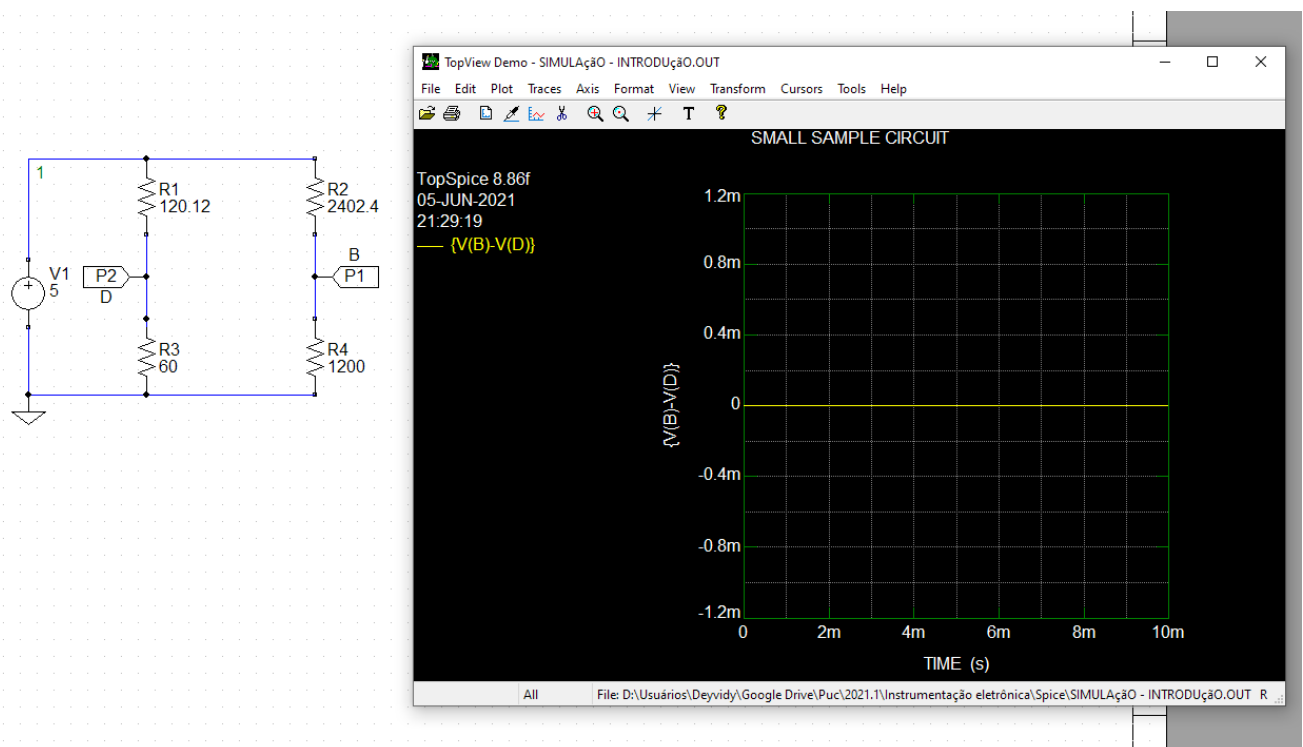 1
R1
120.12
R2
2402.4
V1
5
P2
D
B
P1
R3
60
R4
1200
TopView Demo - SIMULAçãO - INTRODUçãO.OUT
File Edit Plot Traces Axis Format View Transform Cursors Tools Help
T ?
SMALL SAMPLE CIRCUIT
TopSpice 8.86f
05-JUN-2021
21:29:19
{V(B)-V(D)}
1.2m
0.8m
0.4m
0
-0.4m
-0.8m
-1.2m
{V(B)-V(D)}
0 2m 4m 6m 8m 10m
TIME (s)
All File: D:\Usuários\Deyvidy\Google Drive\Puc\2021.1\Instrumentação eletrônica\Spice\SIMULAçãO - INTRODUçãO.OUT R